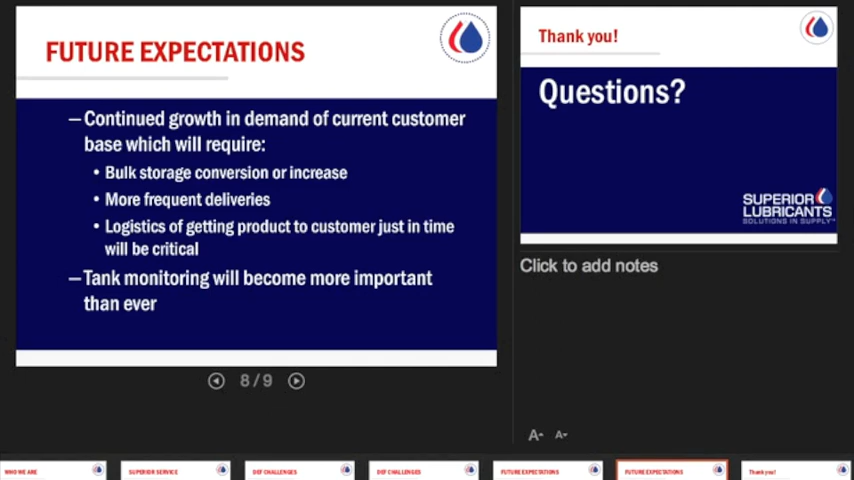 FUTURE EXPECTATIONS
– Continued growth in demand of current customer
base which will require:
• Bulk storage conversion or increase
• More frequent deliveries
• Logistics of getting product to customer just in time
will be critical
– Tank monitoring will become more important
than ever
8/9
Thank you!
Questions?
SUPERIOR
LUBRICANTS
SOLUTIONS IN SUPPLY
Click to add notes
A A
WHO WE ARE
SUPERIOR SERVICE
DEF CHALLENGES
DEF CHALLENGES
FUTURE EXPECTATIONS
FUTURE EXPECTATIONS
Thank you!